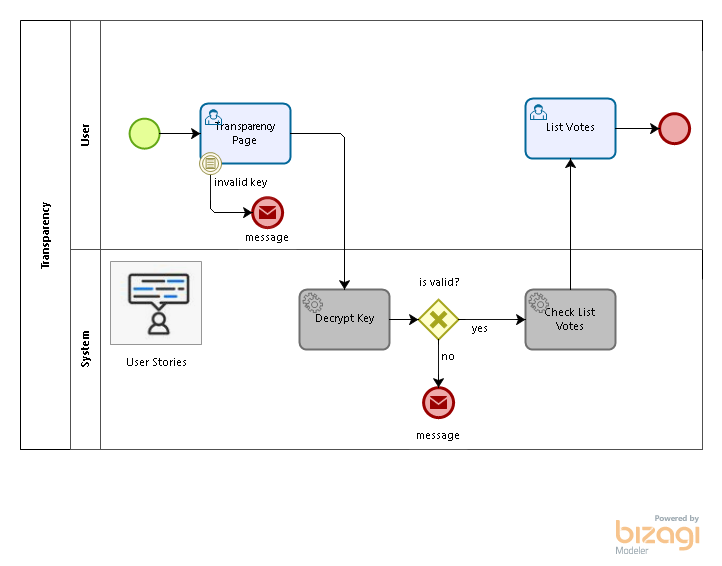 Transparency
User
Transparency
Page
invalid key
message
List Votes
System
User Stories
Decrypt Key
is valid?
yes
no
message
Check List
Votes
Powered by
bizagi
Modeler